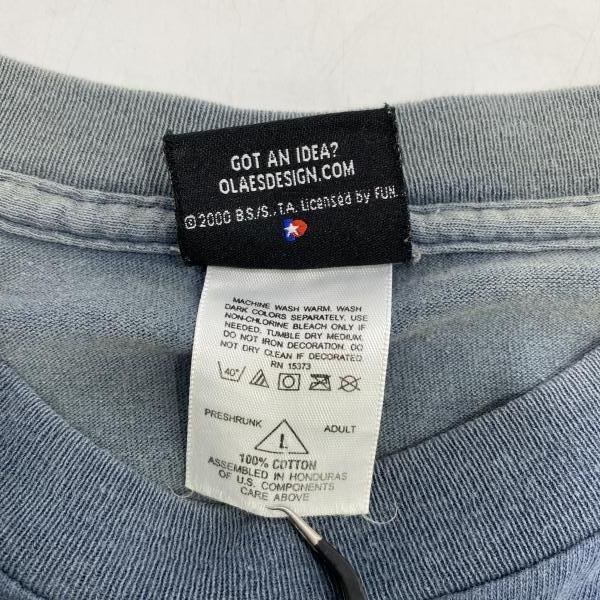 GOT AN IDEA?
OLAESDESIGN.COM
©2000 B.S./S., T.A. Licensed by FUN.
MACHINE WASH WARM. WASH
DARK COLORS SEPARATELY. USE
NON-CHLORINE BLEACH ONLY IF
NEEDED. TUMBLE DRY MEDIUM.
DO NOT IRON DECORATION. DO
NOT DRY CLEAN IF DECORATED.
RN 15373
40°
PRESHRUNK L ADULT
100% COTTON
ASSEMBLED IN HONDURAS
OF U.S. COMPONENTS
CARE ABOVE